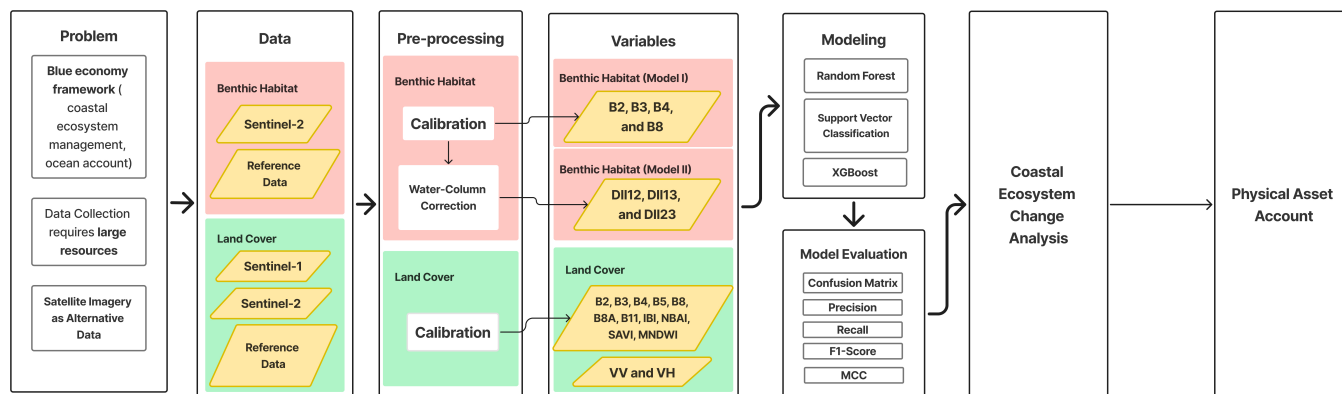 Problem
Blue economy
framework (
coastal
ecosystem
management,
ocean account)
Data Collection
requires large
resources
Satellite Imagery
as Alternative
Data
Data
Benthic Habitat
Sentinel-2
Reference
Data
Land Cover
Sentinel-1
Sentinel-2
Reference
Data
Pre-processing
Benthic Habitat
Calibration
Water-Column
Correction
Land Cover
Calibration
Variables
Benthic Habitat (Model I)
B2, B3, B4,
and B8
Benthic Habitat (Model II)
DII12, DII13,
and DII23
Land Cover
B2, B3, B4, B5, B8,
B8A, B11, IBI, NBAI,
SAVI, MNDWI
VV and VH
Modeling
Random Forest
Support Vector
Classification
XGBoost
Model Evaluation
Confusion Matrix
Precision
Recall
F1-Score
MCC
Coastal
Ecosystem
Change
Analysis
Physical Asset
Account